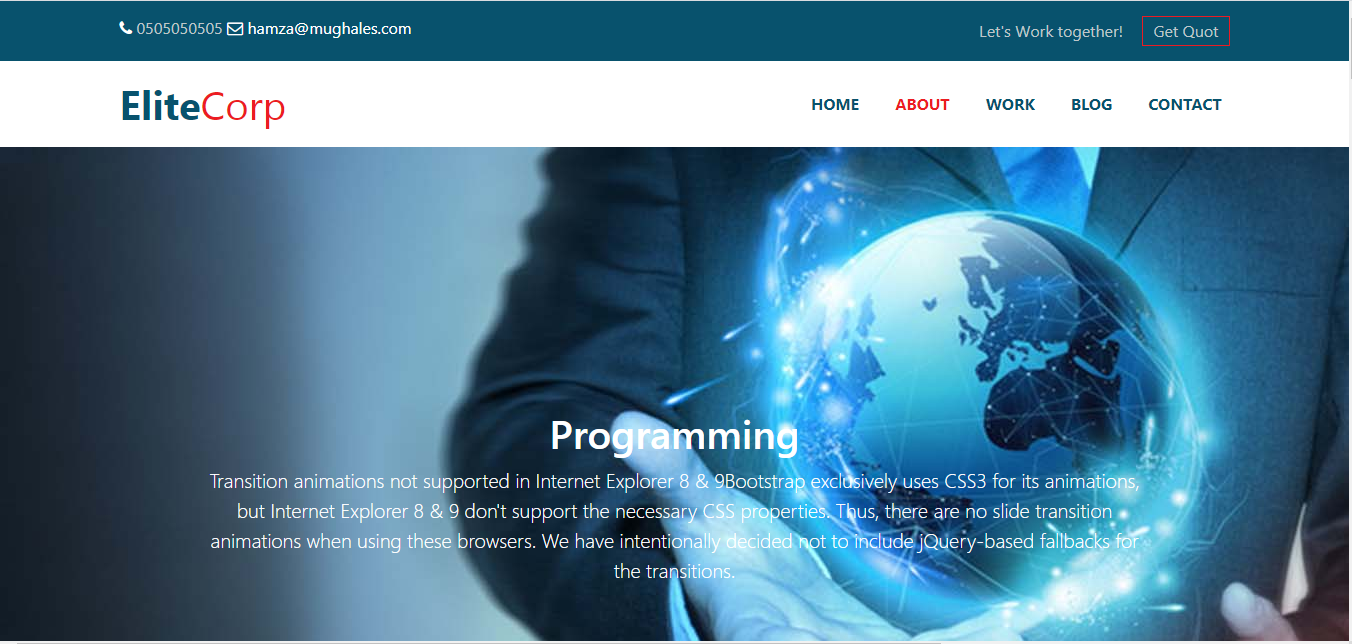 0505050505 hamza@mughales.com
Let's Work together! Get Quot
EliteCorp
HOME ABOUT WORK BLOG CONTACT
Programming
Transition animations not supported in Internet Explorer 8 & 9Bootstrap exclusively uses CSS3 for its animations,
but Internet Explorer 8 & 9 don't support the necessary CSS properties. Thus, there are no slide transition
animations when using these browsers. We have intentionally decided not to include jQuery-based fallbacks for
the transitions.